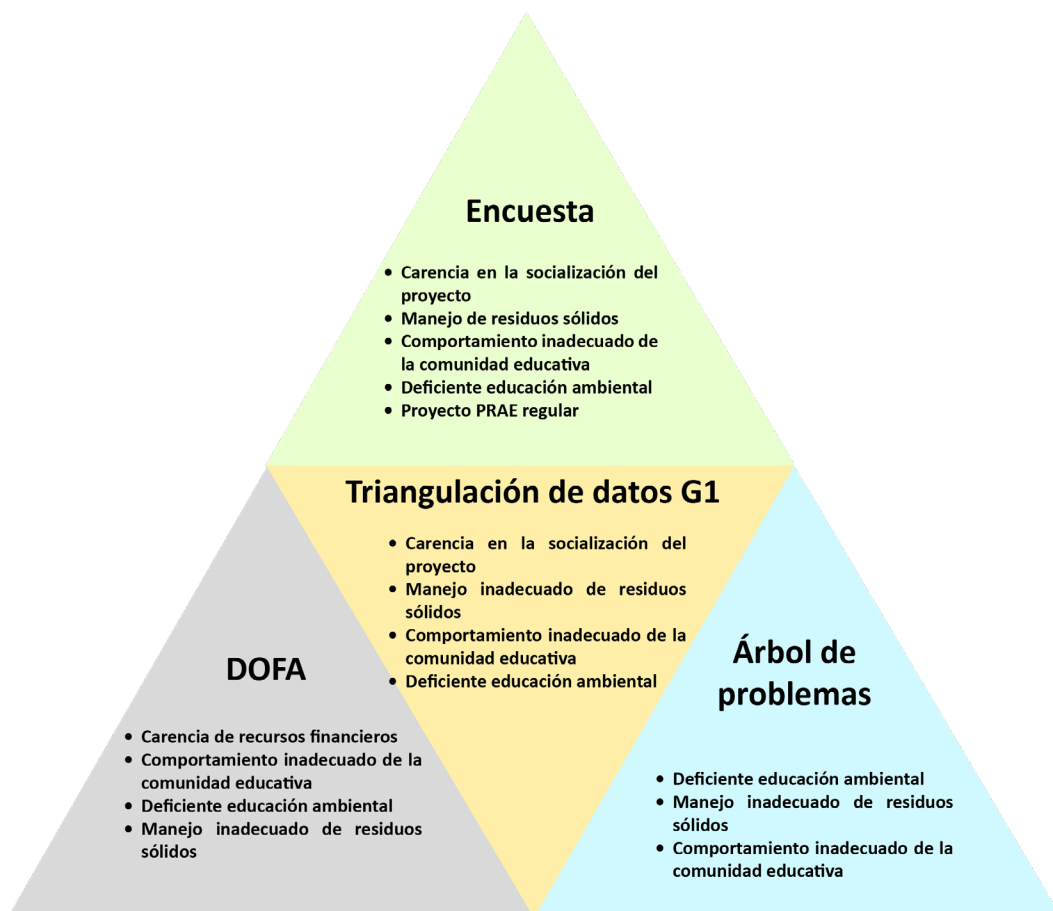 Encuesta
• Carencia en la socialización del
proyecto
• Manejo de residuos sólidos
• Comportamiento inadecuado de
la comunidad educativa
• Deficiente educación ambiental
• Proyecto PRAE regular
Triangulación de datos G1
• Carencia en la socialización del
proyecto
• Manejo inadecuado de residuos
sólidos
• Comportamiento inadecuado de la
comunidad educativa
• Deficiente educación ambiental
DOFA
• Carencia de recursos financieros
• Comportamiento inadecuado de la
comunidad educativa
• Deficiente educación ambiental
• Manejo inadecuado de residuos
sólidos
Árbol de
problemas
• Deficiente educación ambiental
• Manejo inadecuado de residuos
sólidos
• Comportamiento inadecuado de la
comunidad educativa